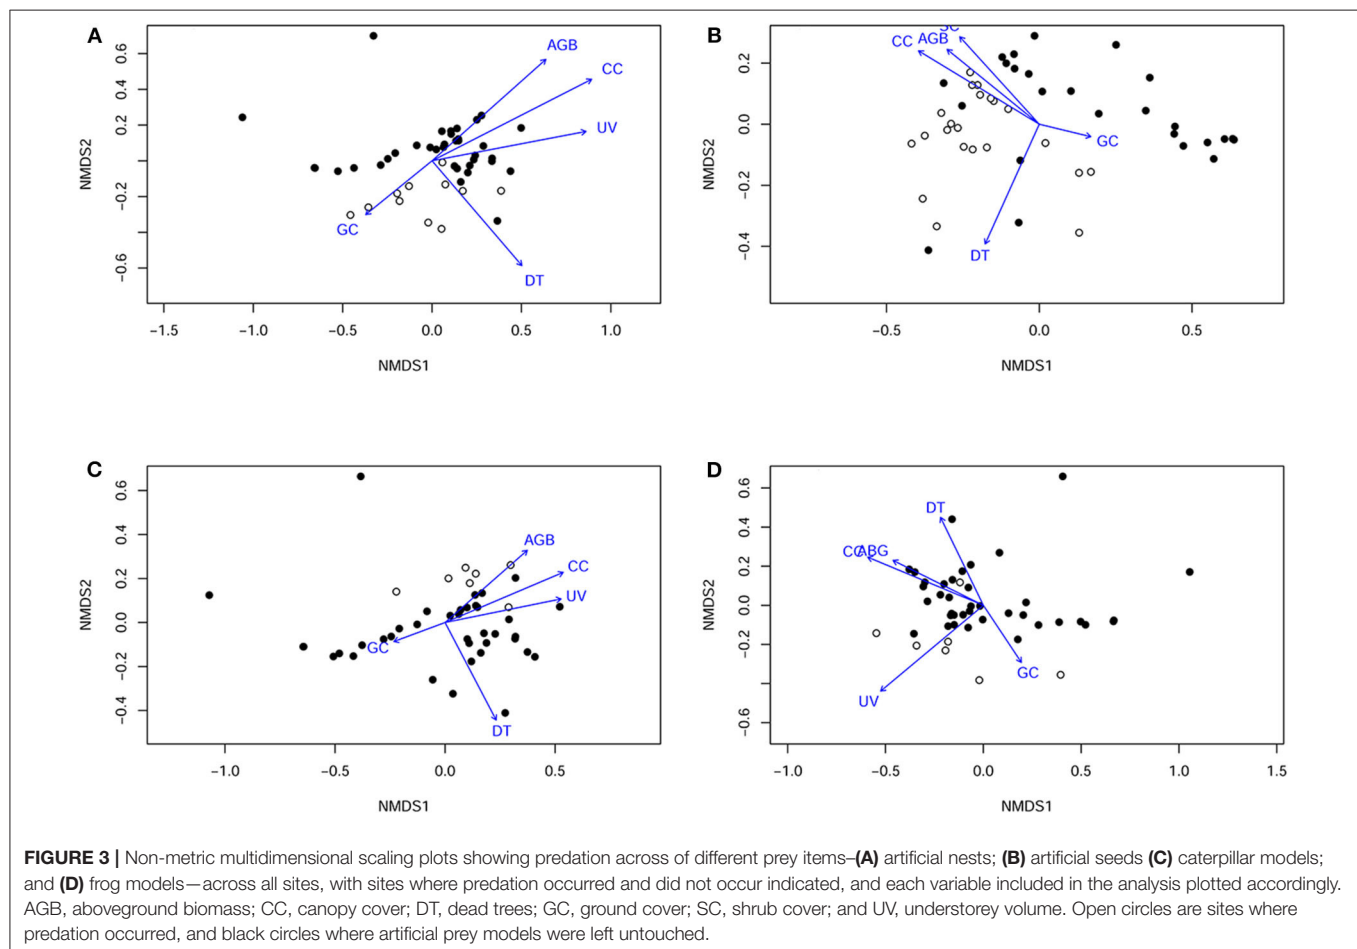 A
0.6
0.4
0.2
−0.2
−0.6
NMDS2
AGB
CC
UV
GC
DT
−1.5
−1.0
−0.5
0.0
0.5
1.0
NMDS1
B
0.2
0.0
−0.2
−0.4
NMDS2
SC
CC AGB
GC
DT
−0.5
0.0
0.5
NMDS1
C
0.6
0.4
0.2
0.0
−0.2
−0.4
NMDS2
AGB
CC
UV
GC
DT
−1.0
−0.5
0.0
0.5
NMDS1
D
0.6
0.4
0.2
−0.2
−0.6
NMDS2
DT
CC ABG
GC
UV
−1.0
−0.5
0.0
0.5
1.0
1.5
NMDS1
FIGURE 3 | Non-metric multidimensional scaling plots showing predation across of different prey items–(A) artificial nests; (B) artificial seeds (C) caterpillar models;
and (D) frog models—across all sites, with sites where predation occurred and did not occur indicated, and each variable included in the analysis plotted accordingly.
AGB, aboveground biomass; CC, canopy cover; DT, dead trees; GC, ground cover; SC, shrub cover; and UV, understorey volume. Open circles are sites where
predation occurred, and black circles where artificial prey models were left untouched.